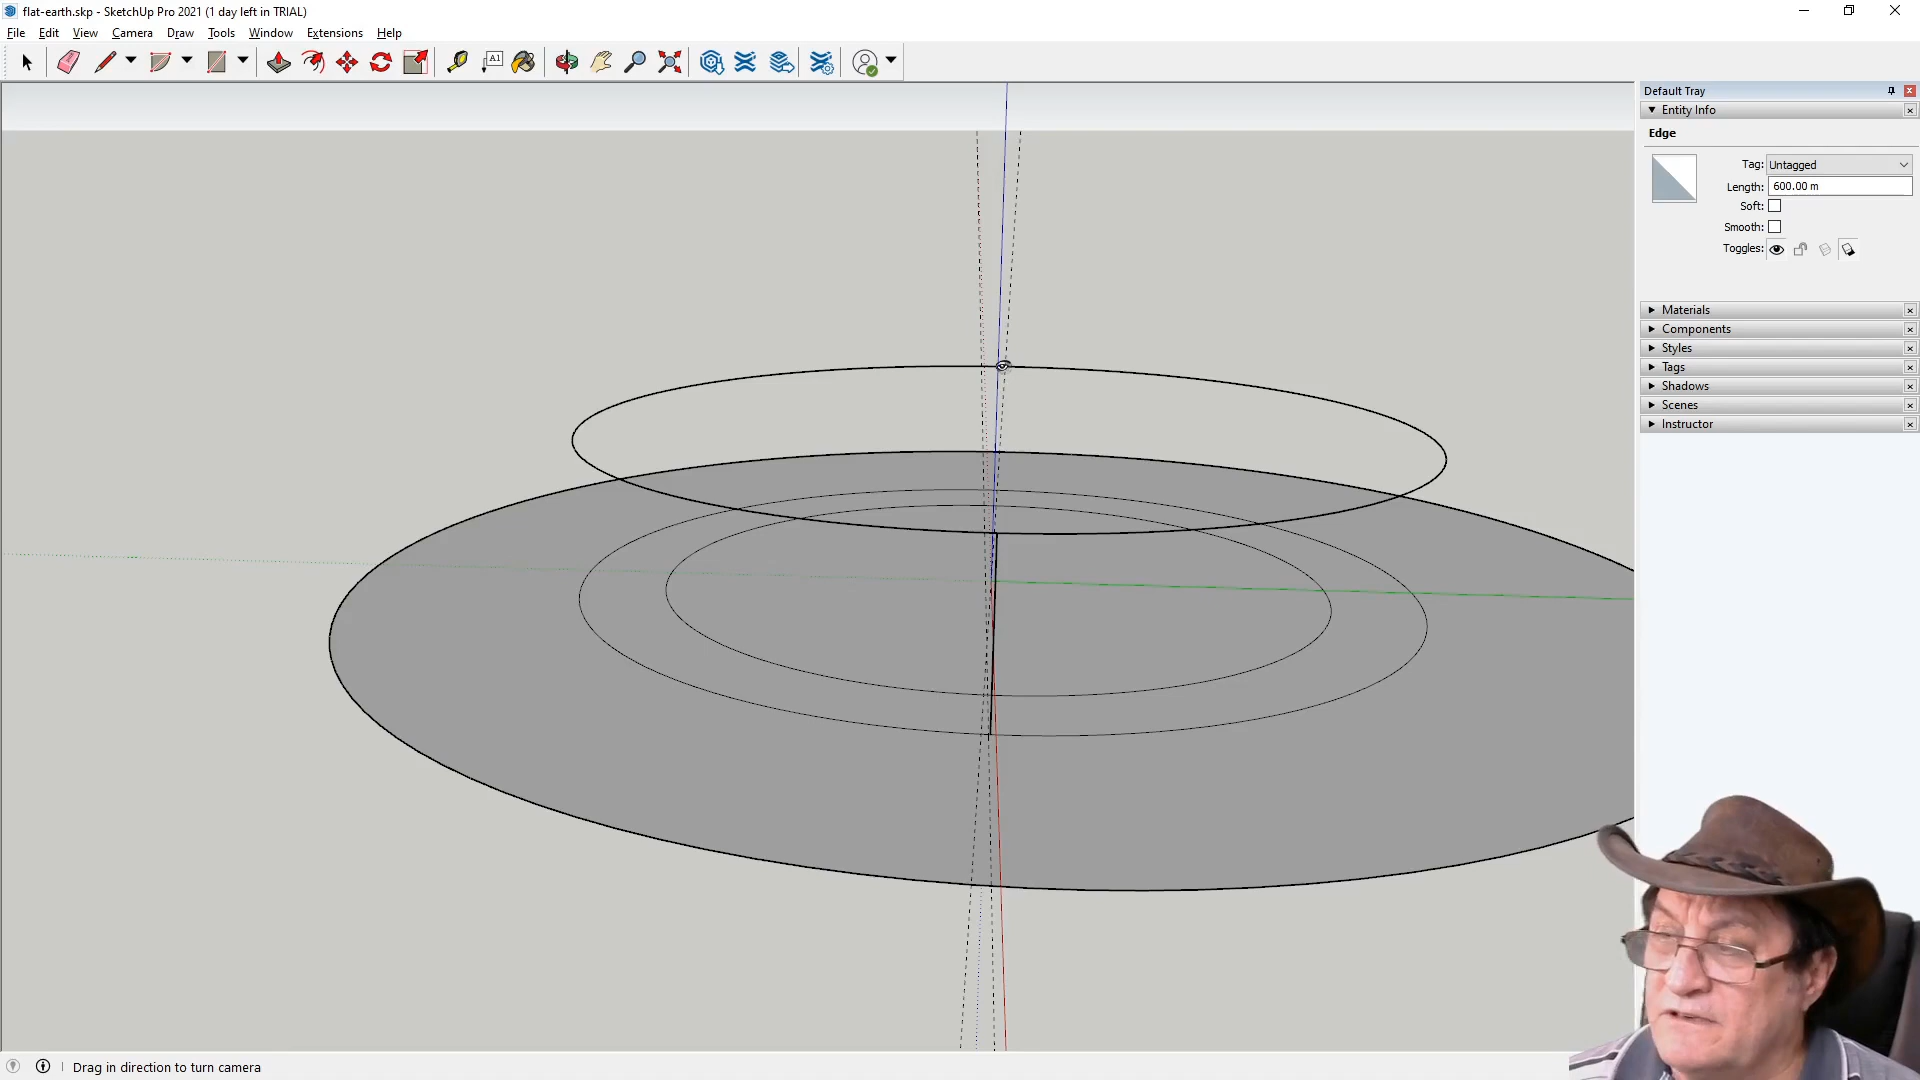 flat-earth.skp - SketchUp Pro 2021 (1 day left in TRIAL)
File Edit View Camera Draw Tools Window Extensions Help
A1
Default Tray
Entity Info
Edge
Tag: Untagged
Length: 600.00 m
Soft:
Smooth:
Toggles:
Materials
Components
Styles
Tags
Shadows
Scenes
Instructor
Drag in direction to turn camera